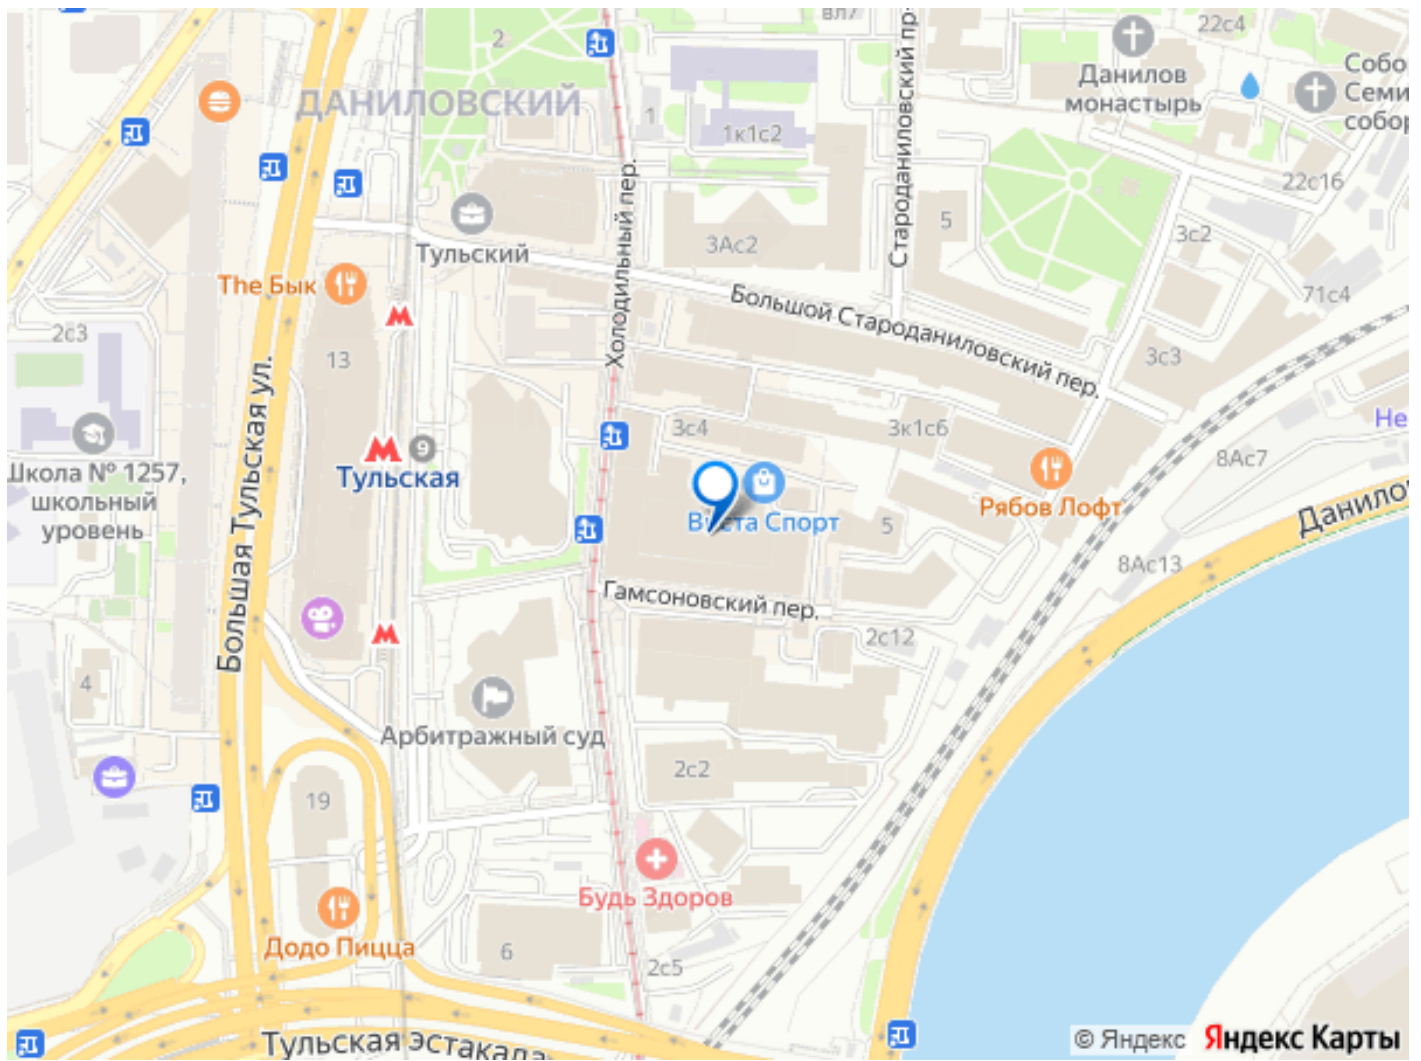 вл7
22с4
2
Данилов
монастырь
Собо
Семи
собор
ДАНИЛОВСКИЙ
1
1к1с2
22с16
Староданиловский пр-
5
3с2
Тульский
Холодильный пер.
3Ас2
The Бык
71с4
Большой Староданиловский пер.
2с3
13
3с3
Большая Тульская ул.
3с4
3к1с6
Не
9
8Ас7
Школа № 1257,
школьный
уровень
Тульская
Рябов Лофт
Данилов
Виста Спорт
5
8Ас13
Гамсоновский пер.
2с12
4
Арбитражный суд
2с2
19
Будь Здоров
Додо Пицца
6
2с5
Тульская эстакада
© Яндекс Яндекс Карты